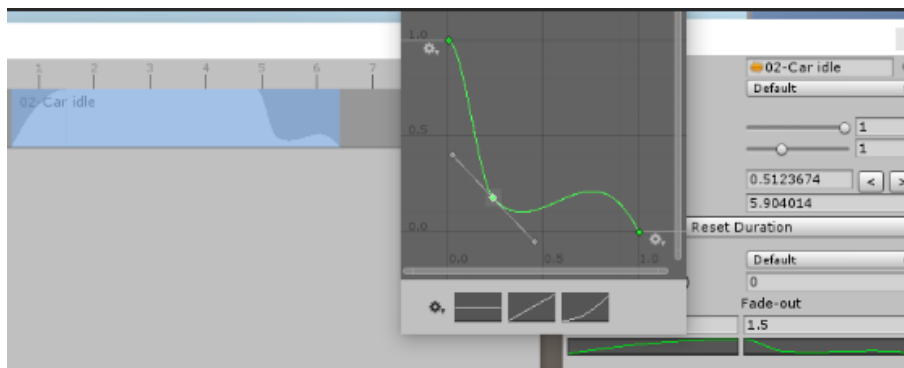 1.0
02-Car idle
1 2 3 4 5 6 7
Default
02-Car idle
1
0.5
1
0.5123674 < >
5.904014
0.0
Reset Duration
0.0 0.5 1.0
Default
) 0
Fade-out
1.5